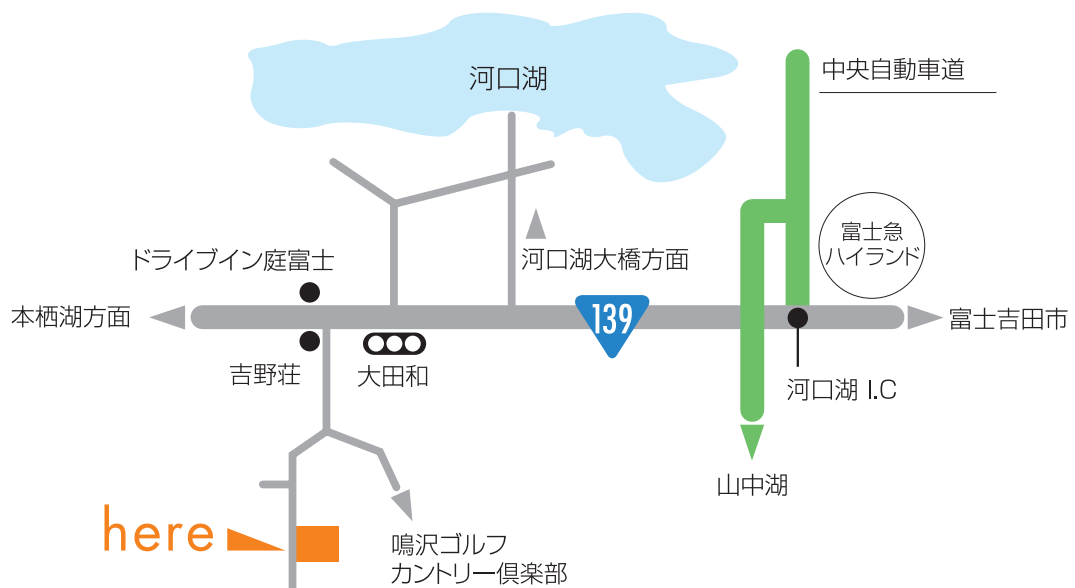 河口湖
中央自動車道
富士急
ハイランド
河口湖大橋方面
ドライブイン庭富士
本栖湖方面
139
富士吉田市
吉野荘
大田和
河口湖 I.C
山中湖
here
鳴沢ゴルフ
カントリー倶楽部